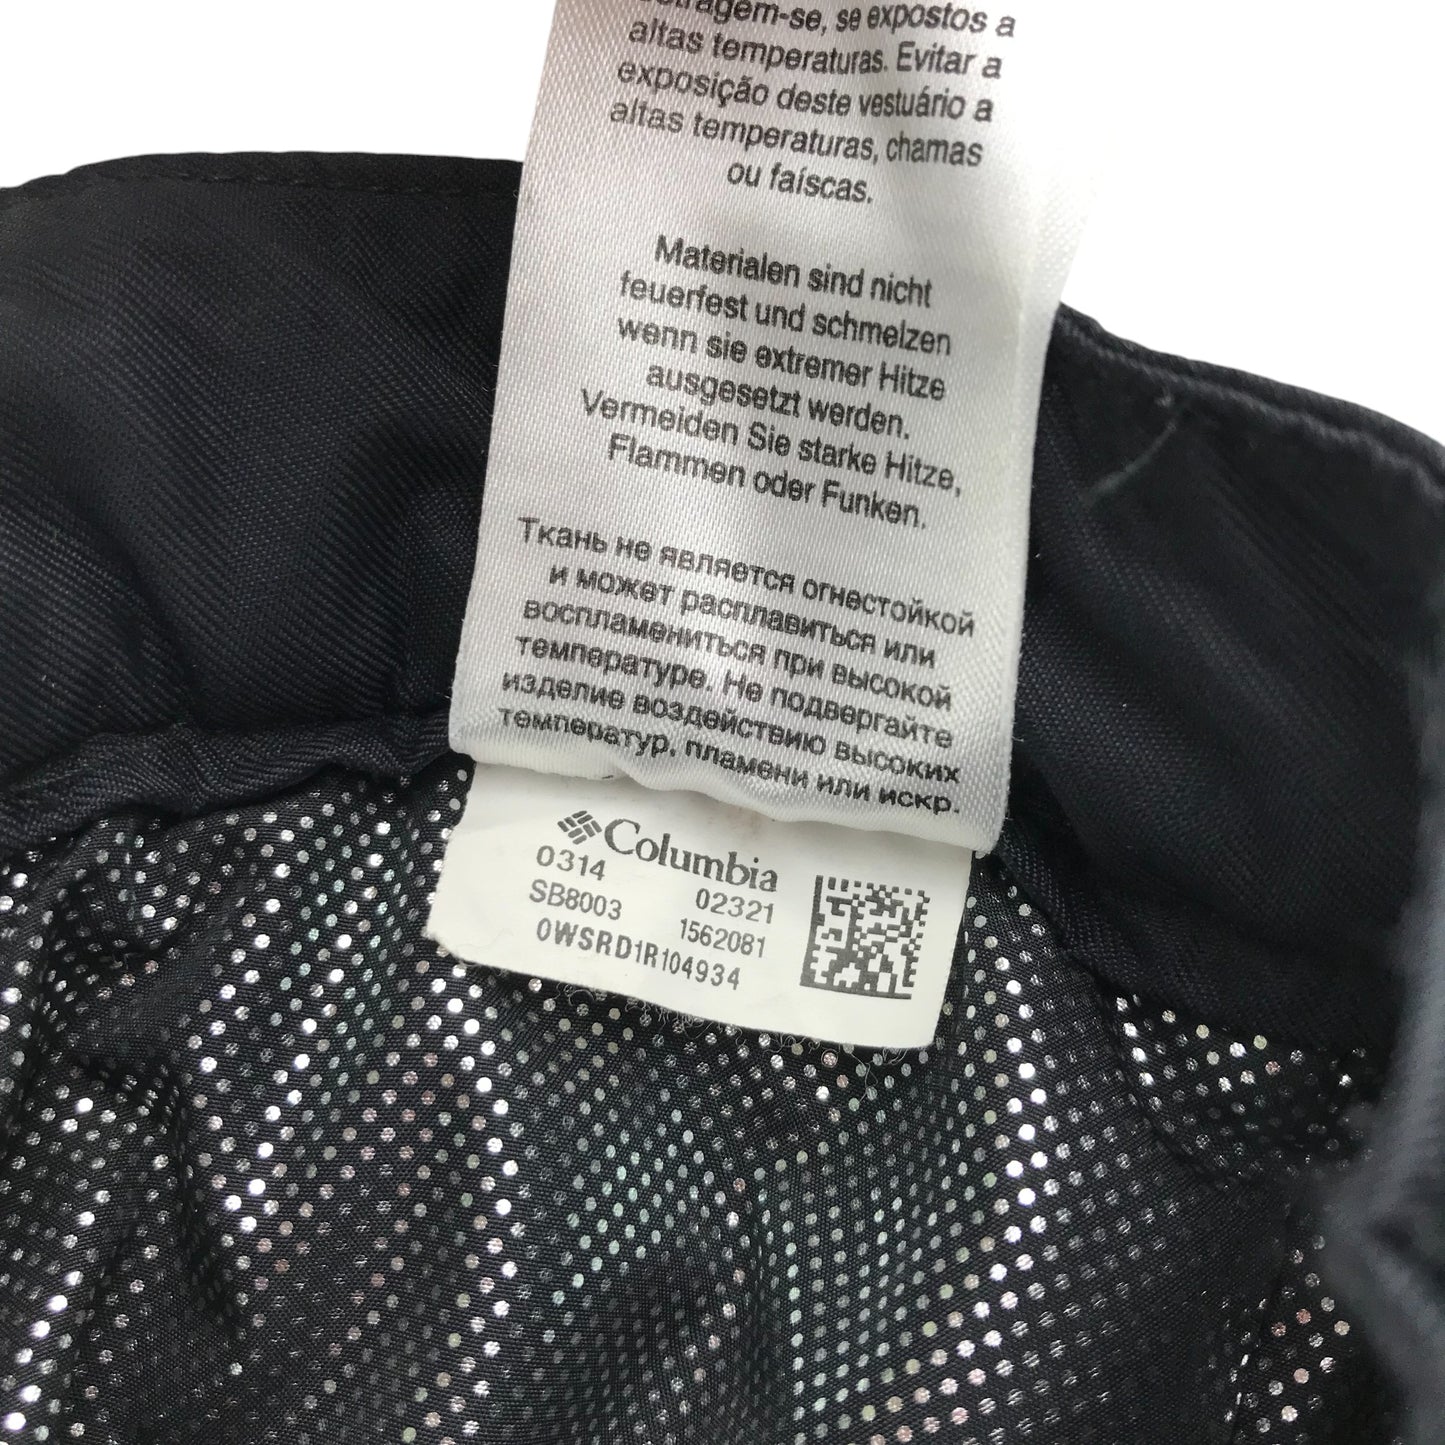 se expostos a
altas temperaturas. Evitar a
exposição deste vestuário a
altas temperaturas, chamas
ou faíscas.
Materialen sind nicht
feuerfest und schmelzen
wenn sie extremer Hitze
ausgesetzt werden.
Vermeiden Sie starke Hitze,
Flammen oder Funken.
Ткань не является огнестойкой
и может расплавиться или
воспламениться при высокой
температуре. Не подвергайте
изделие воздействию высоких
температур, пламени или искр.
Columbia
0314 02321
SB8003 1562081
0WSRD1R104934